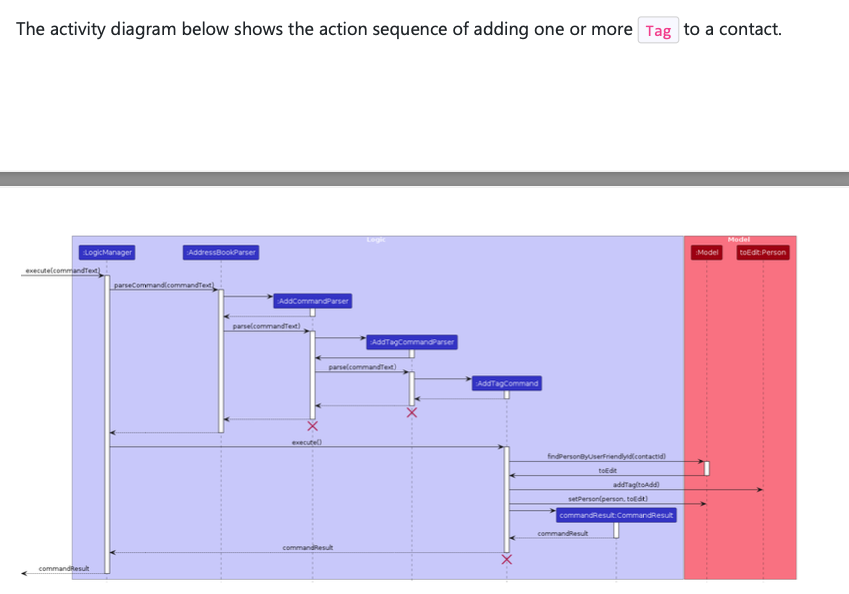 The activity diagram below shows the action sequence of adding one or more Tag to a contact.
Logic
Model
:LogicManager
:AddressBookParser
:Model
toEdit:Person
execute(commandText)
parseCommand(commandText)
:AddCommandParser
parse(commandText)
:AddTagCommandParser
parse(commandText)
:AddTagCommand
execute()
findPersonByUserFriendlyId(contactId)
toEdit
addTag(toAdd)
setPerson(person, toEdit)
commandResult:CommandResult
commandResult
commandResult
commandResult